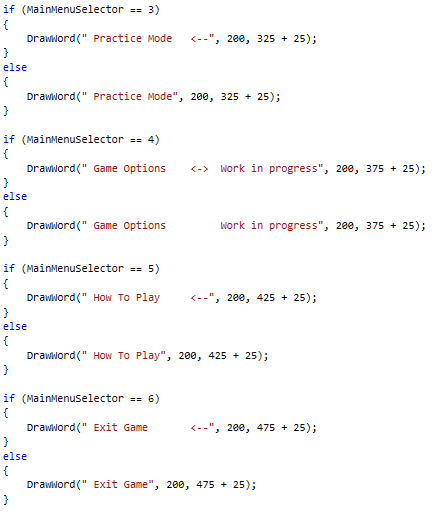 if (MainMenuSelector == 3)
{
    DrawWord(" Practice Mode   <--", 200, 325 + 25);
}
else
{
    DrawWord(" Practice Mode", 200, 325 + 25);
}

if (MainMenuSelector == 4)
{
    DrawWord(" Game Options    <->  Work in progress", 200, 375 + 25);
}
else
{
    DrawWord(" Game Options         Work in progress", 200, 375 + 25);
}

if (MainMenuSelector == 5)
{
    DrawWord(" How To Play     <--", 200, 425 + 25);
}
else
{
    DrawWord(" How To Play", 200, 425 + 25);
}

if (MainMenuSelector == 6)
{
    DrawWord(" Exit Game       <--", 200, 475 + 25);
}
else
{
    DrawWord(" Exit Game", 200, 475 + 25);
}